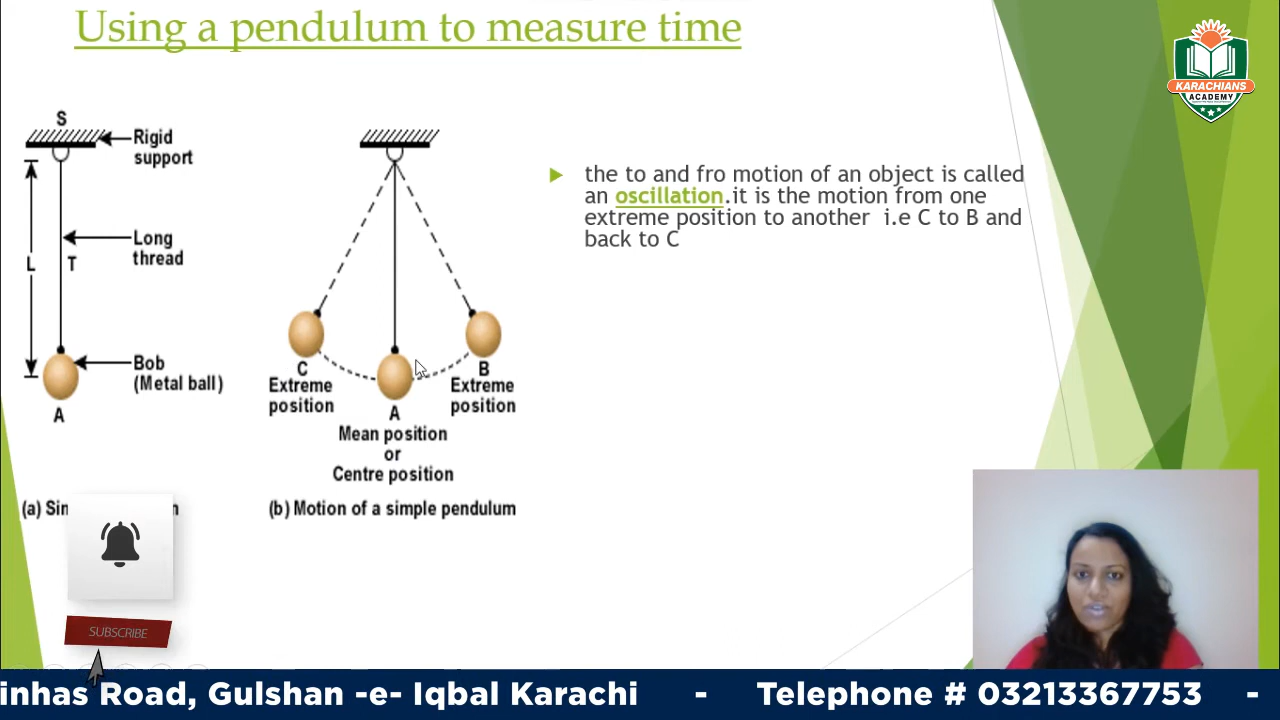 Using a pendulum to measure time
KARACHIANS
ACADEMY
S
Rigid
support
the to and fro motion of an object is called
an oscillation.it is the motion from one
extreme position to another i.e C to B and
back to C
Long
thread
L
T
Bob
(Metal ball)
A
C
Extreme
position
B
Extreme
position
A
Mean position
or
Centre position
(a)
(b) Motion of a simple pendulum
SUBSCRIBE
Road, Gulshan -e- Iqbal Karachi - Telephone # 03213367753 -